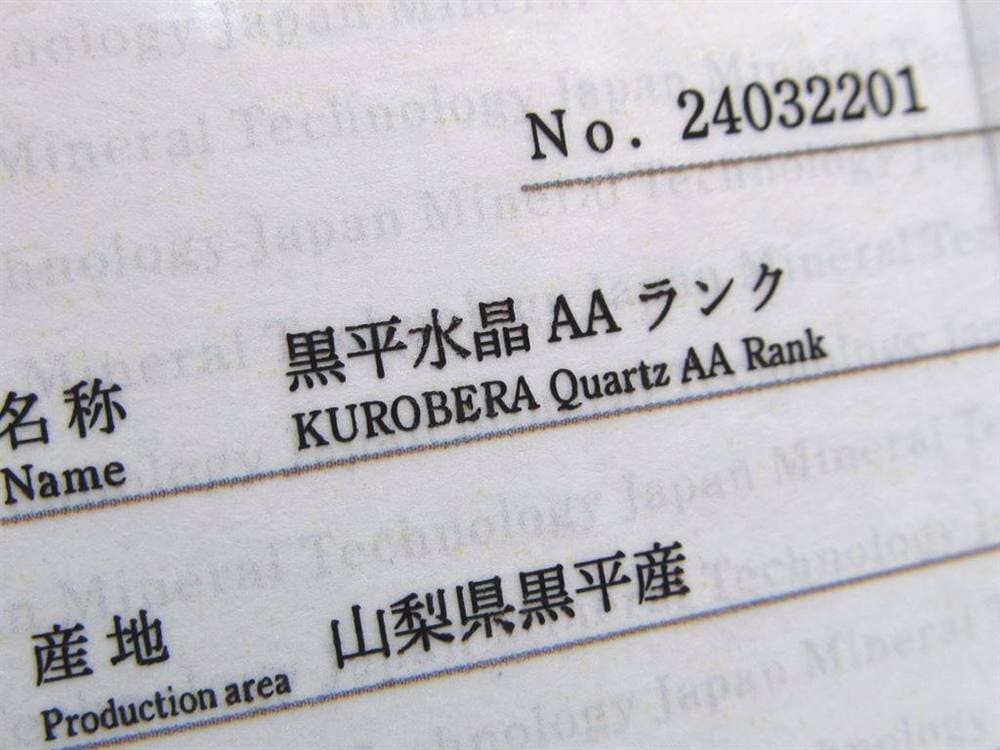 No. 24032201
名称 黒平水晶 AA ランク
Name KUROBERA Quartz AA Rank
産地 山梨県黒平産
Production area